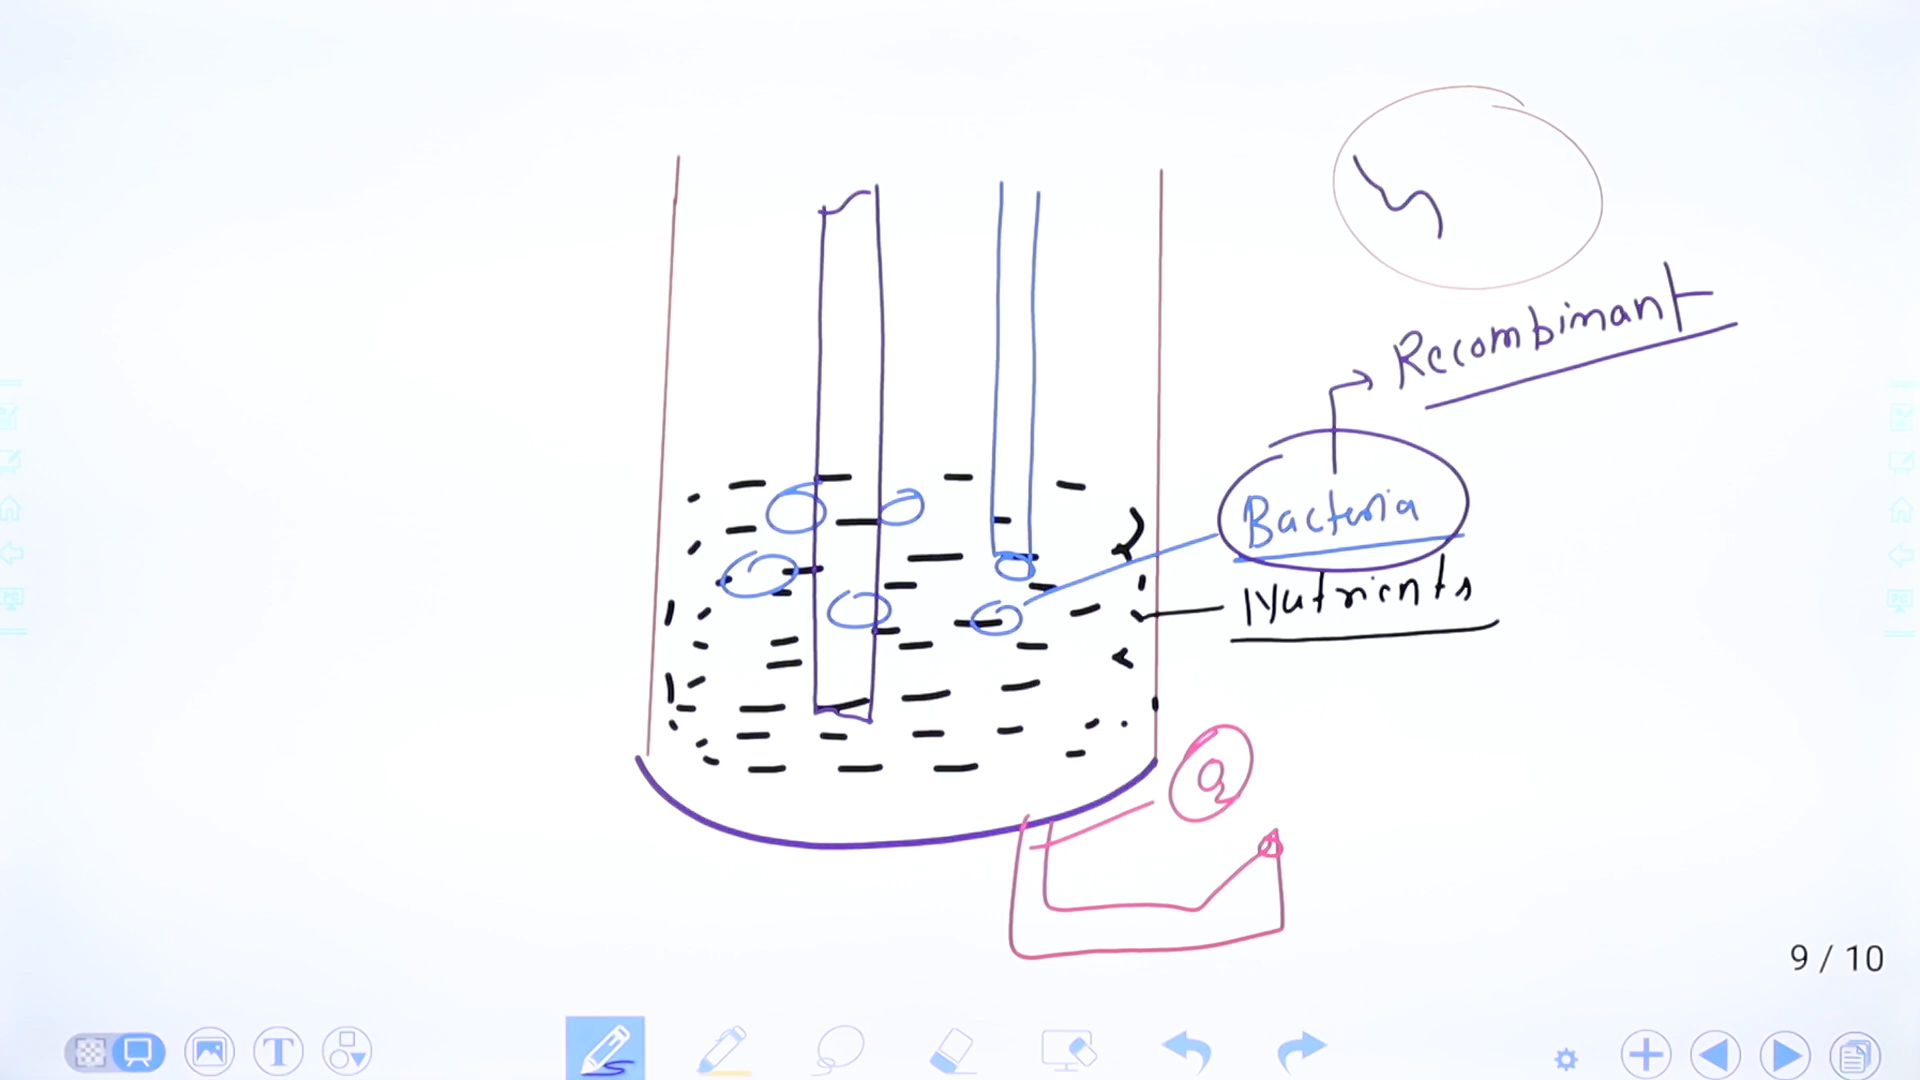 Recombinant
Bacteria
Nutrients
9 / 10
T